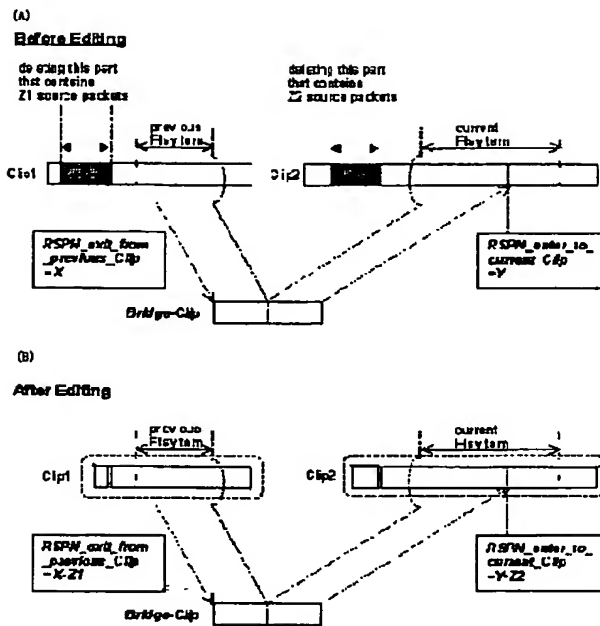 (A)
Before Editing
deleting this part
that contains
Z1 source packets
deleting this part
that contains
Z2 source packets
previous
PlayItem
current
PlayItem
Clip1
Clip2
RSPN_exit_from
_previous_Clip
=X
RSPN_enter_to_
current_Clip
=Y
Bridge-Clip
(B)
After Editing
previous
PlayItem
current
PlayItem
Clip1
Clip2
RSPN_exit_from
_previous_Clip
=X-Z1
RSPN_enter_to_
current_Clip
=Y-Z2
Bridge-Clip